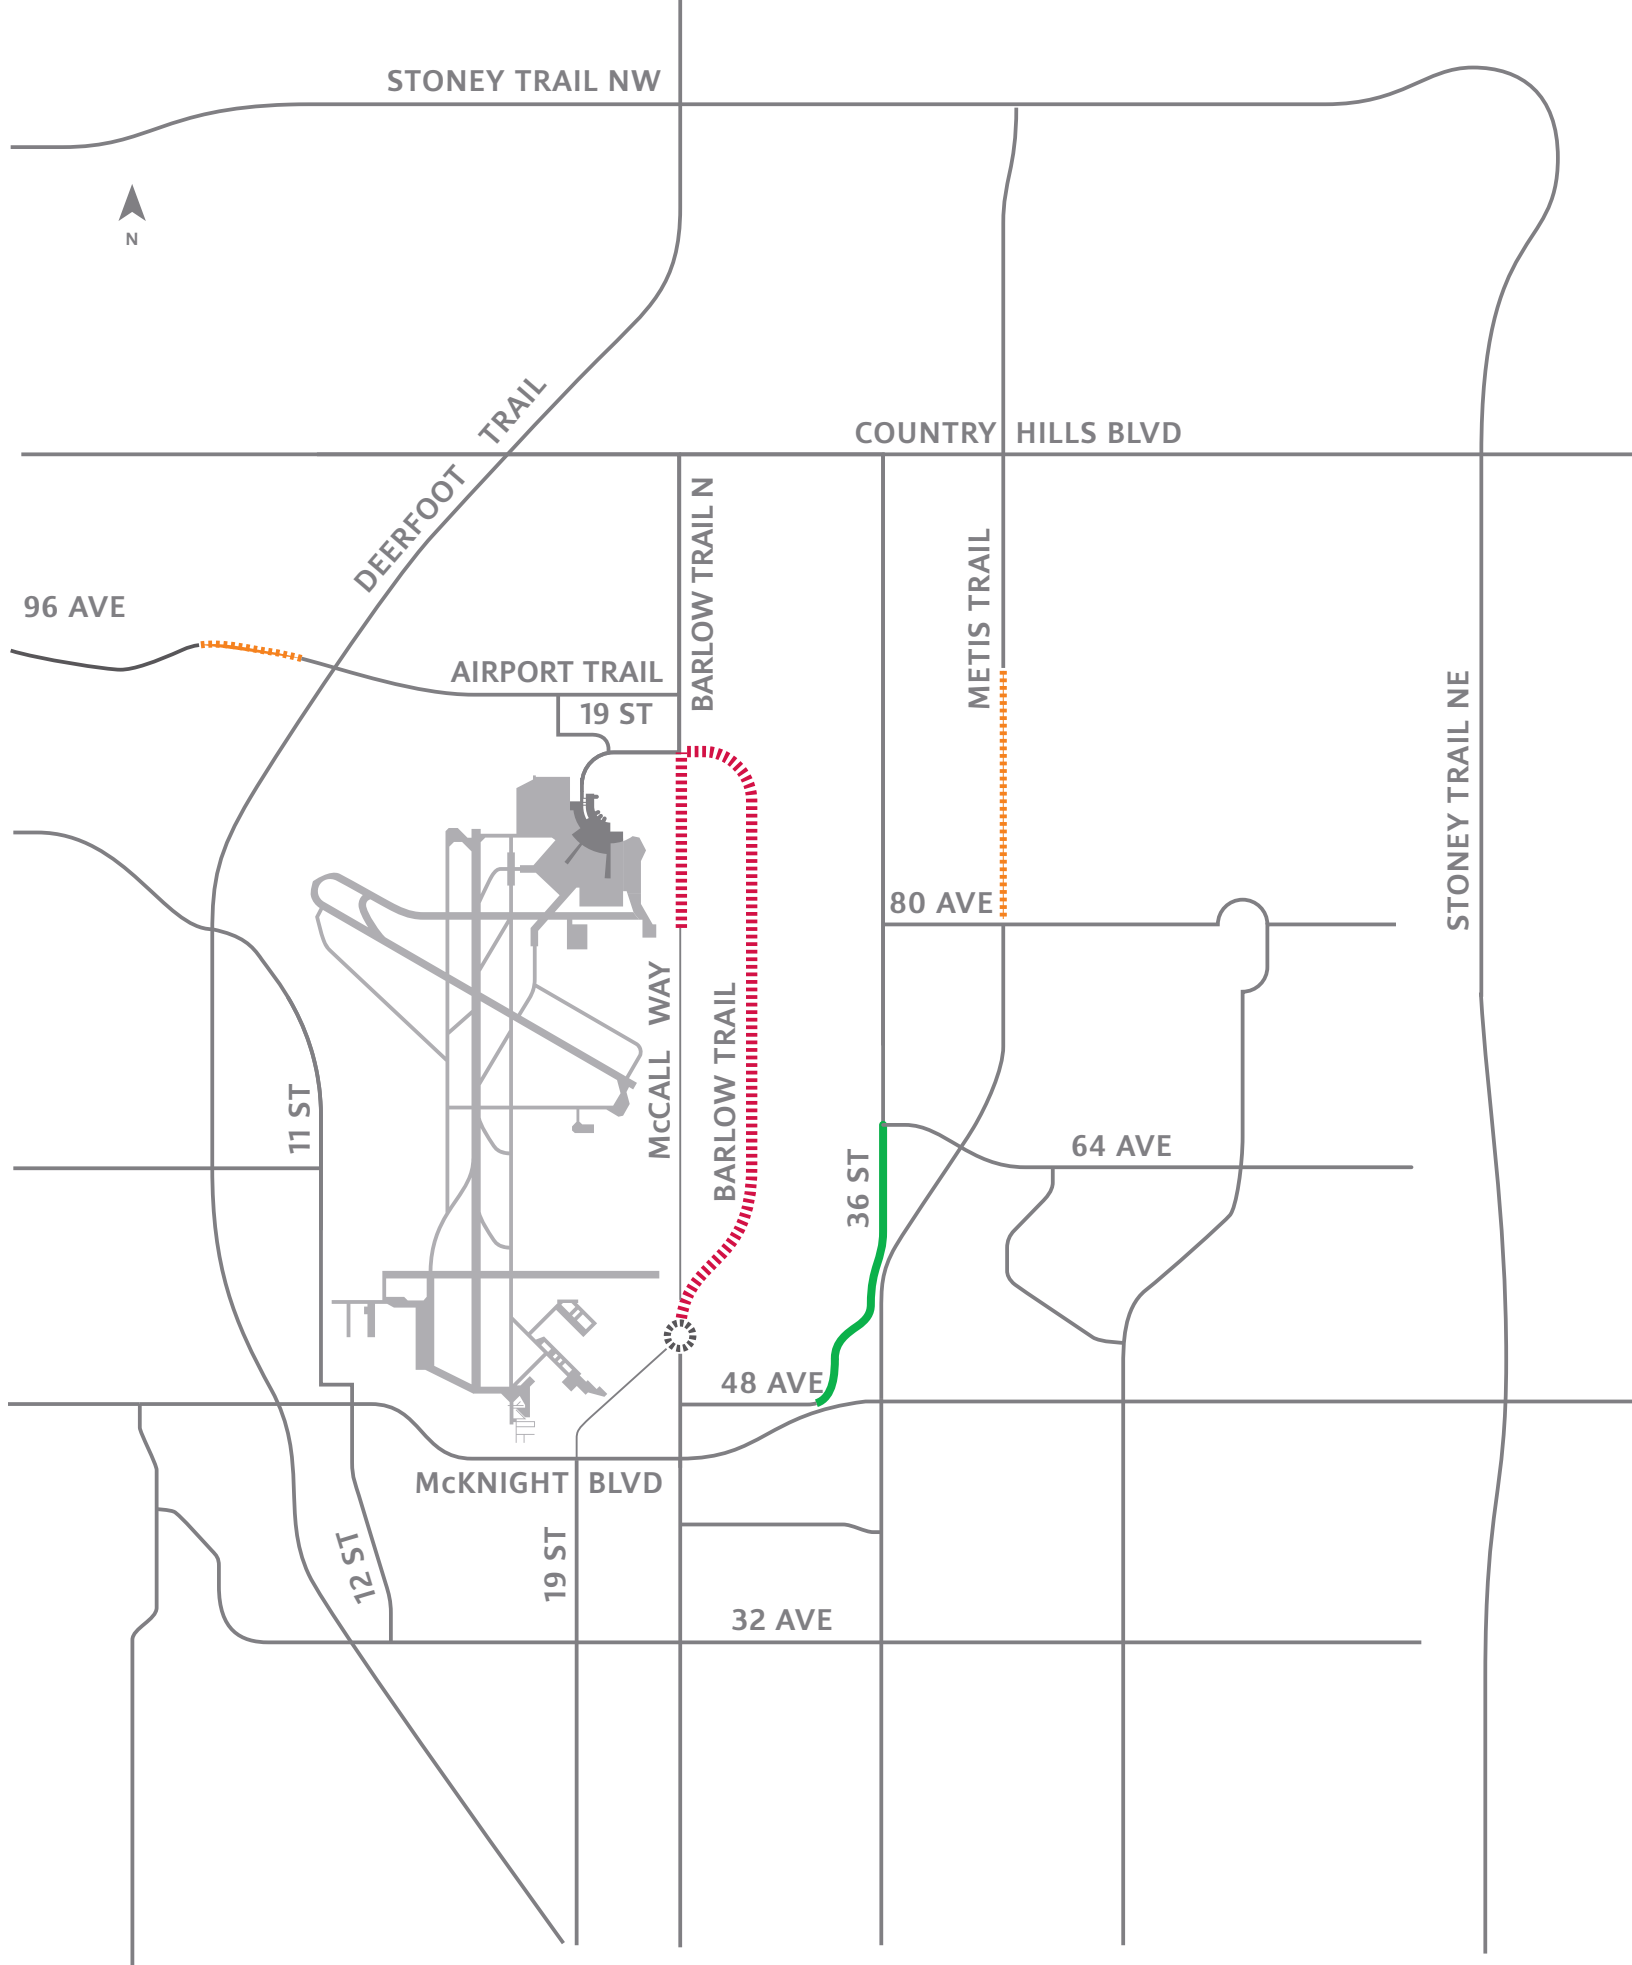 STONEY TRAIL NW
N
DEERFOOT TRAIL
COUNTRY HILLS BLVD
BARLOW TRAIL N
METIS TRAIL
96 AVE
AIRPORT TRAIL
19 ST
STONEY TRAIL NE
80 AVE
McCALL WAY
BARLOW TRAIL
11 ST
36 ST
64 AVE
48 AVE
McKNIGHT BLVD
12 ST
19 ST
32 AVE